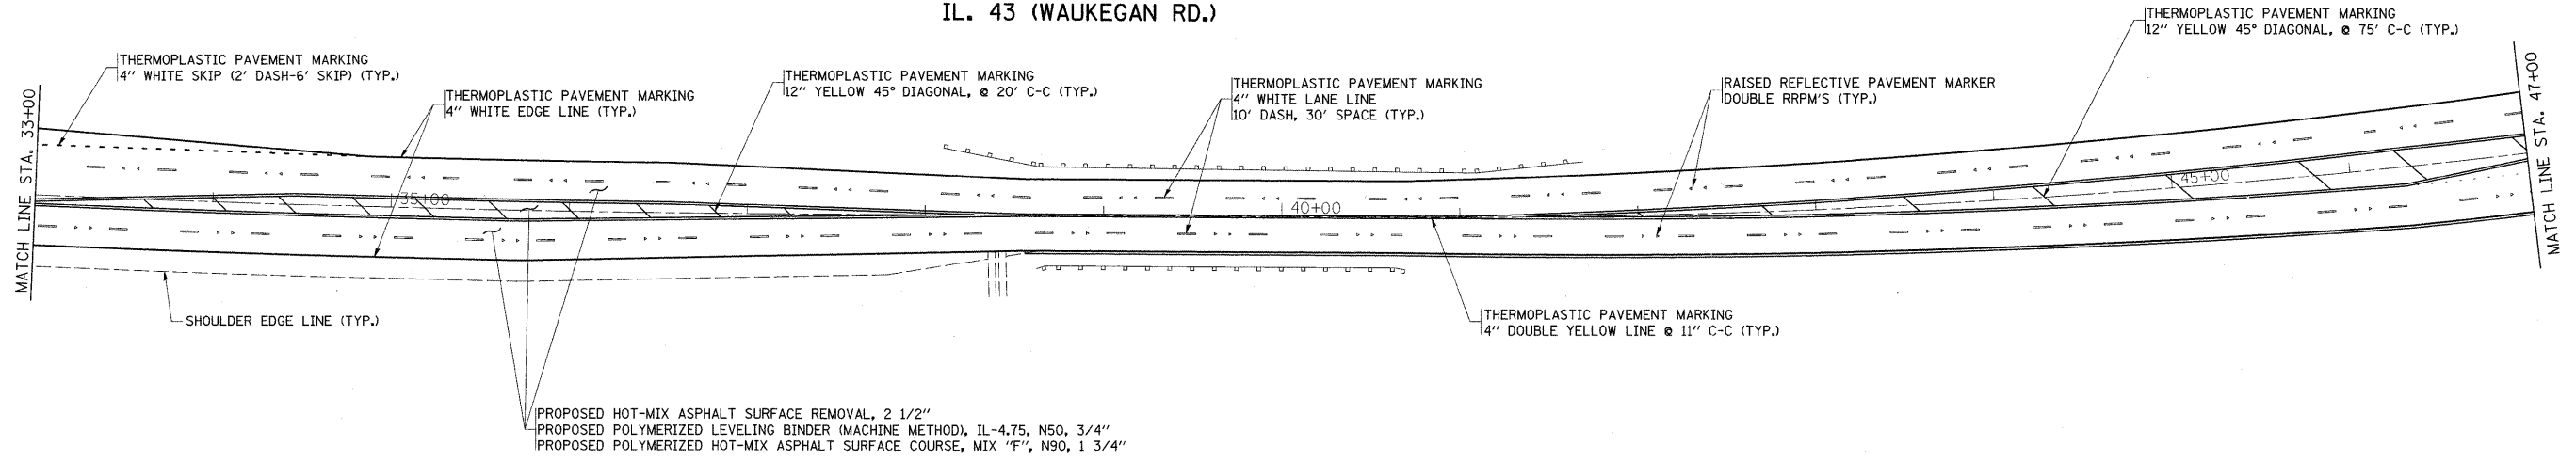 IL. 43 (WAUKEGAN RD.)
THERMOPLASTIC PAVEMENT MARKING
12" YELLOW 45° DIAGONAL, @ 75' C-C (TYP.)
THERMOPLASTIC PAVEMENT MARKING
4" WHITE SKIP (2' DASH-6' SKIP) (TYP.)
THERMOPLASTIC PAVEMENT MARKING
4" WHITE EDGE LINE (TYP.)
THERMOPLASTIC PAVEMENT MARKING
12" YELLOW 45° DIAGONAL, @ 20' C-C (TYP.)
THERMOPLASTIC PAVEMENT MARKING
4" WHITE LANE LINE
10' DASH, 30' SPACE (TYP.)
RAISED REFLECTIVE PAVEMENT MARKER
DOUBLE RRPM'S (TYP.)
MATCH LINE STA. 33+00
MATCH LINE STA. 47+00
35+00
40+00
45+00
SHOULDER EDGE LINE (TYP.)
THERMOPLASTIC PAVEMENT MARKING
4" DOUBLE YELLOW LINE @ 11" C-C (TYP.)
PROPOSED HOT-MIX ASPHALT SURFACE REMOVAL, 2 1/2"
PROPOSED POLYMERIZED LEVELING BINDER (MACHINE METHOD), IL-4.75, N50, 3/4"
PROPOSED POLYMERIZED HOT-MIX ASPHALT SURFACE COURSE, MIX "F", N90, 1 3/4"